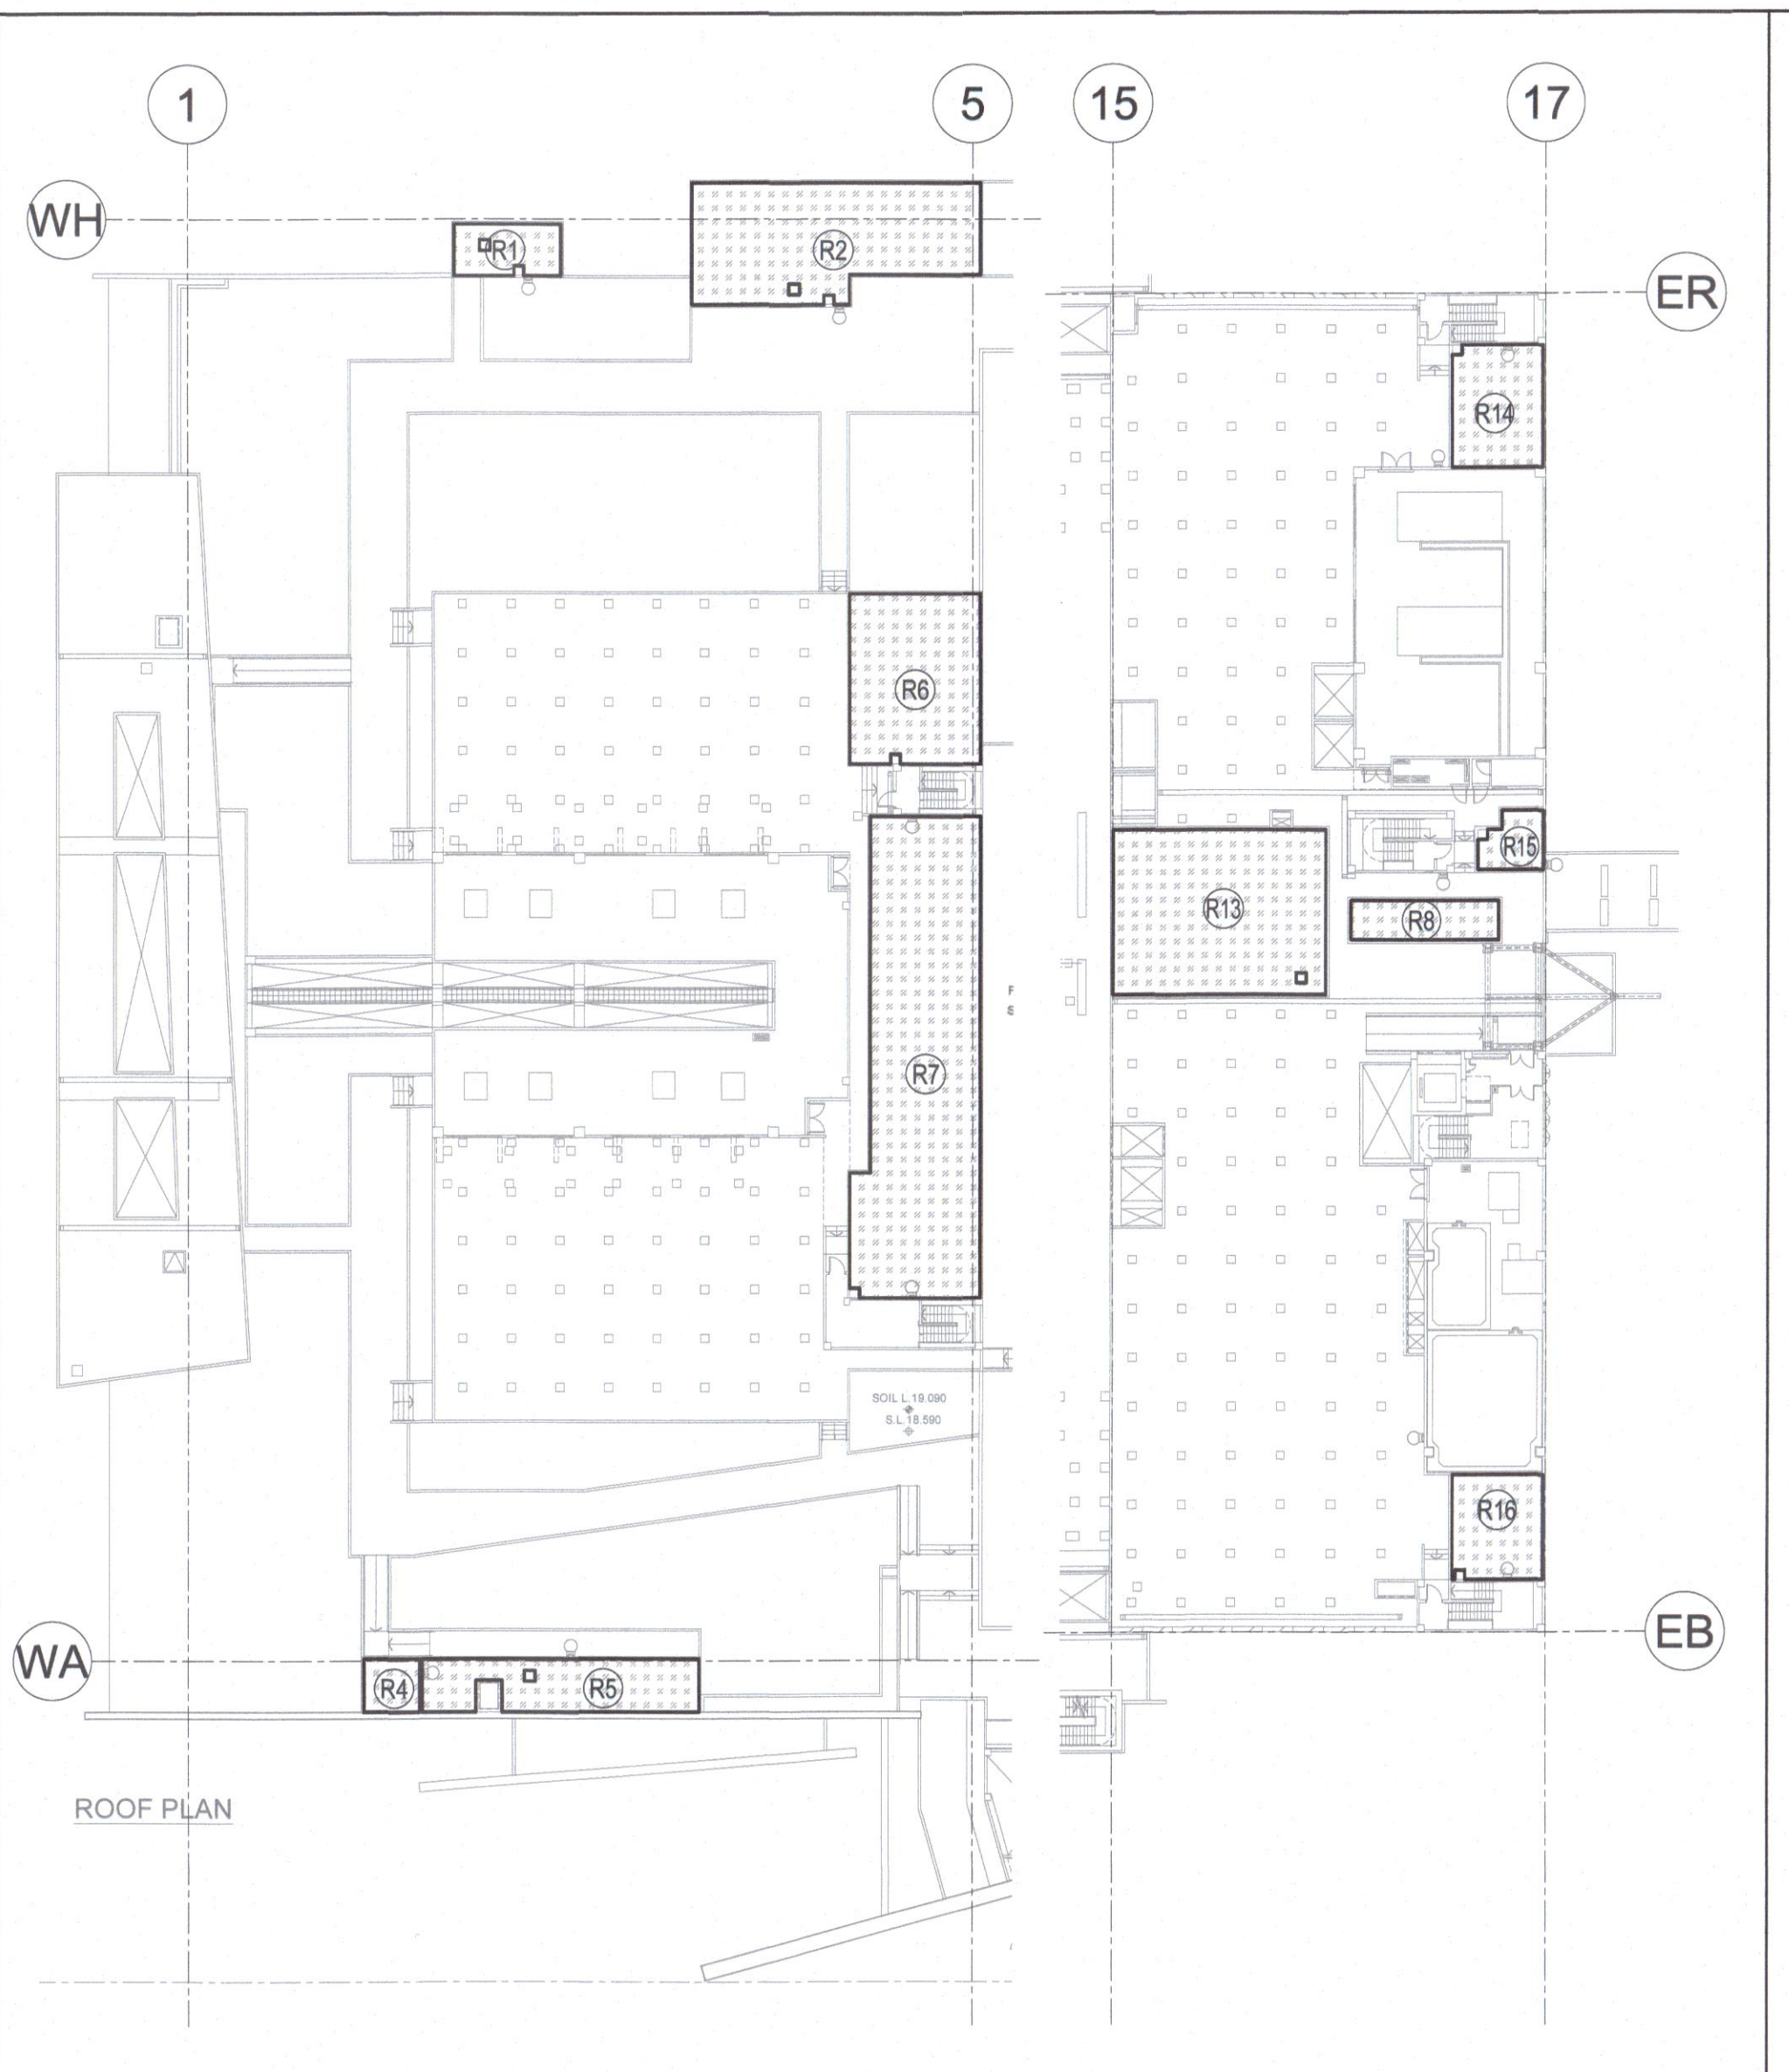 1
5
15
17
WH
R1
R2
ER
R14
R6
R15
R13
R8
R7
SOIL L.19.090
S.L.18.590
R16
EB
WA
R4
R5
ROOF PLAN